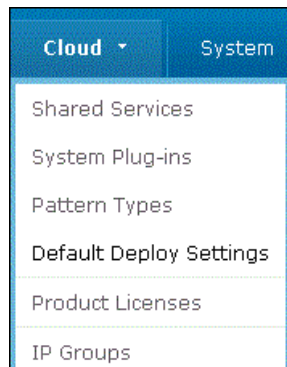 Cloud System
Shared Services
System Plug-ins
Pattern Types
Default Deploy Settings
Product Licenses
IP Groups